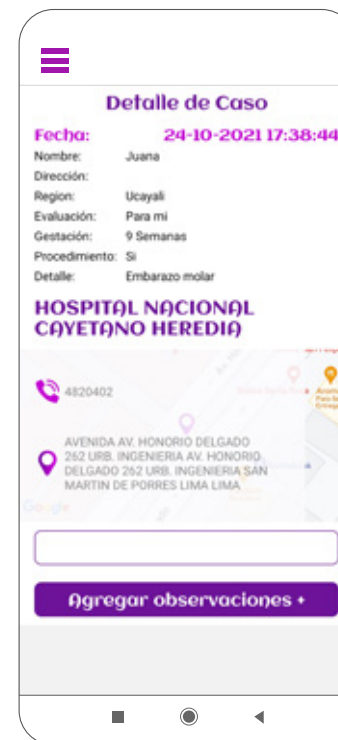 Detalle de Caso
Fecha: 24-10-2021 17:38:44
Nombre: Juana
Dirección:
Region: Ucayali
Evaluación: Para mi
Gestación: 9 Semanas
Procedimiento: Si
Detalle: Embarazo molar
HOSPITAL NACIONAL
CAYETANO HEREDIA
4820402
AVENIDA AV. HONORIO DELGADO
262 URB. INGENIERIA AV. HONORIO
DELGADO 262 URB. INGENIERIA SAN
MARTIN DE PORRES LIMA LIMA
Google
Agregar observaciones +